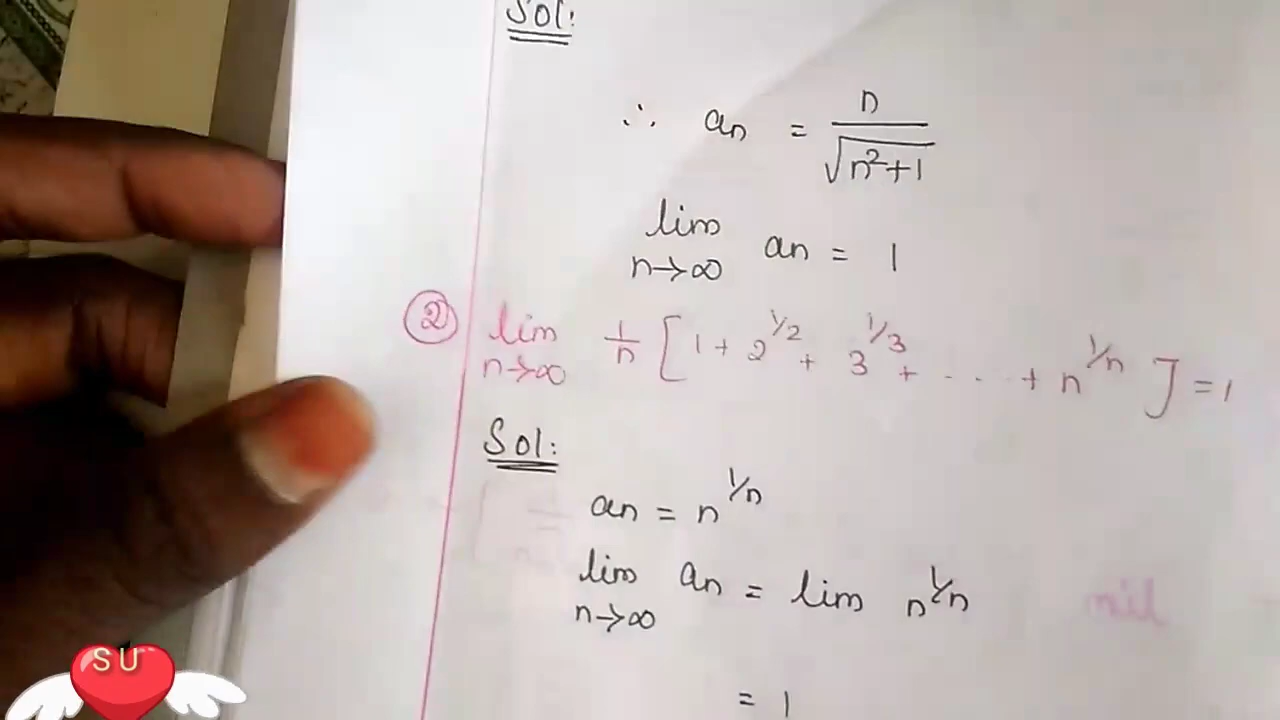 Sol:
∴ an = n/√(n²+1)
lim n→∞ an = 1
② lim n→∞ 1/n [ 1 + 2^1/2 + 3^1/3 + - . . . + n^1/n ] = 1
Sol:
an = n^1/n
lim n→∞ an = lim n^1/n
= 1
SU